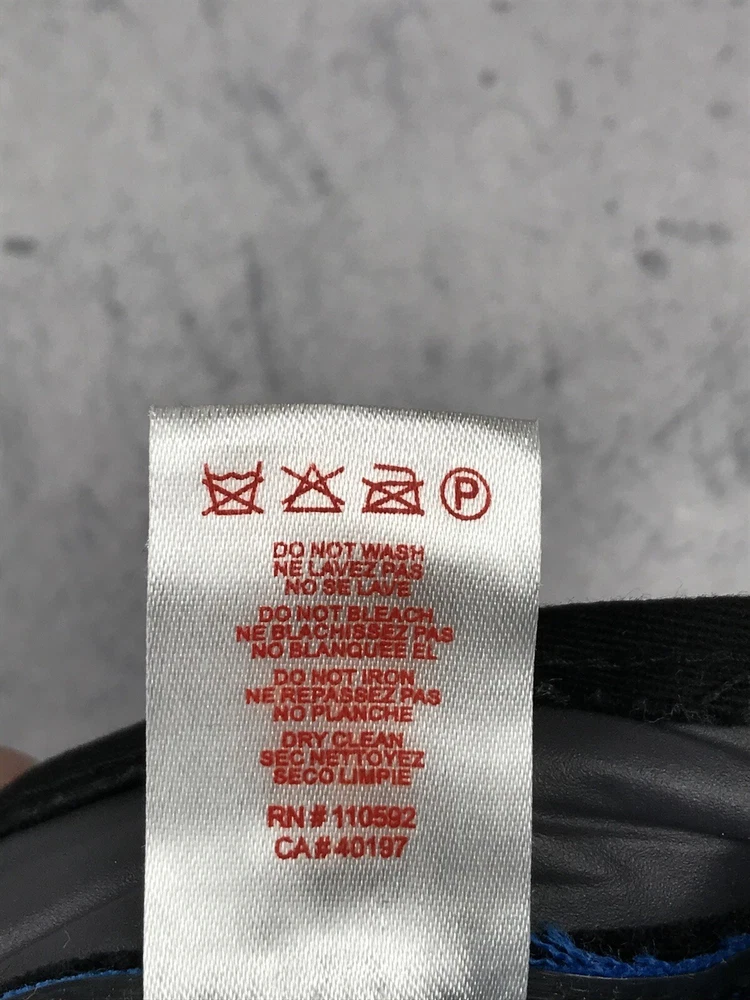 P
DO NOT WASH
NE LAVEZ PAS
NO SE LAVE
DO NOT BLEACH
NE BLACHISSEZ PAS
NO BLANQUEE EL
DO NOT IRON
NE REPASSEZ PAS
NO PLANCHE
DRY CLEAN
SEC NETTOYEZ
SECO LIMPIE
RN # 110592
CA # 40197